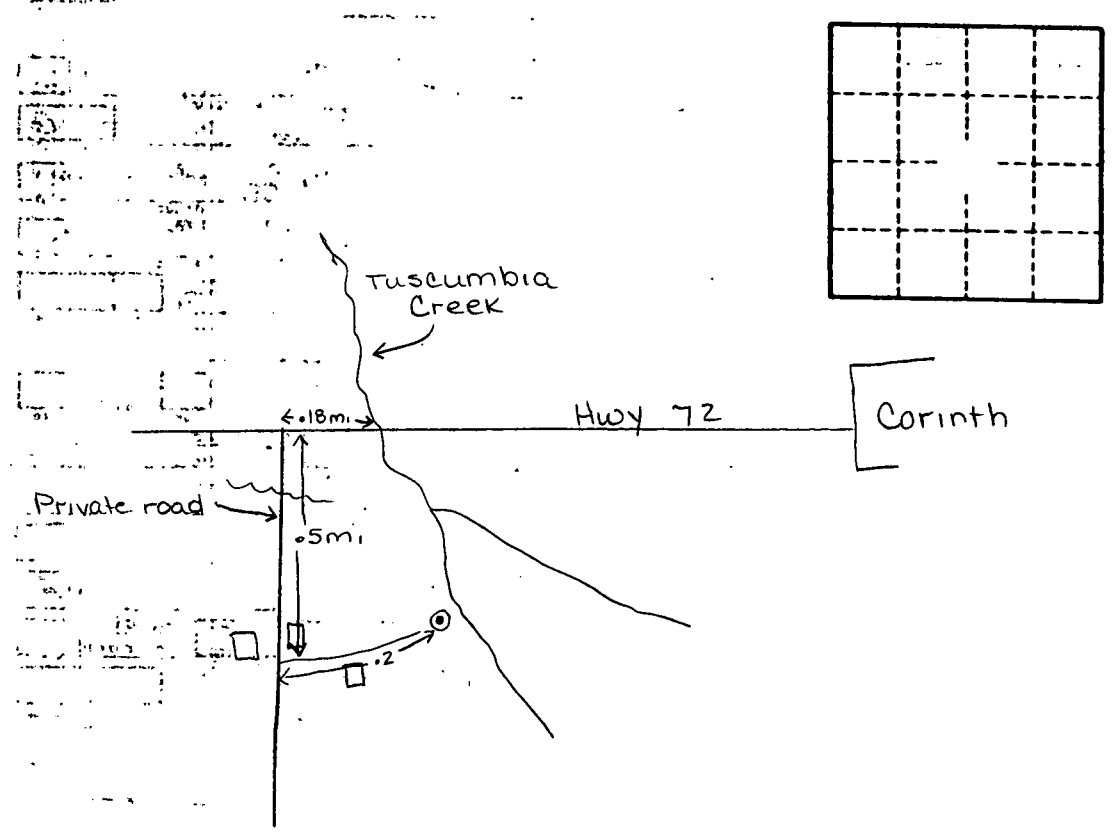 Tuscumbia
Creek
.18mi
Hwy 72
Corinth
Private road
.5mi
.2